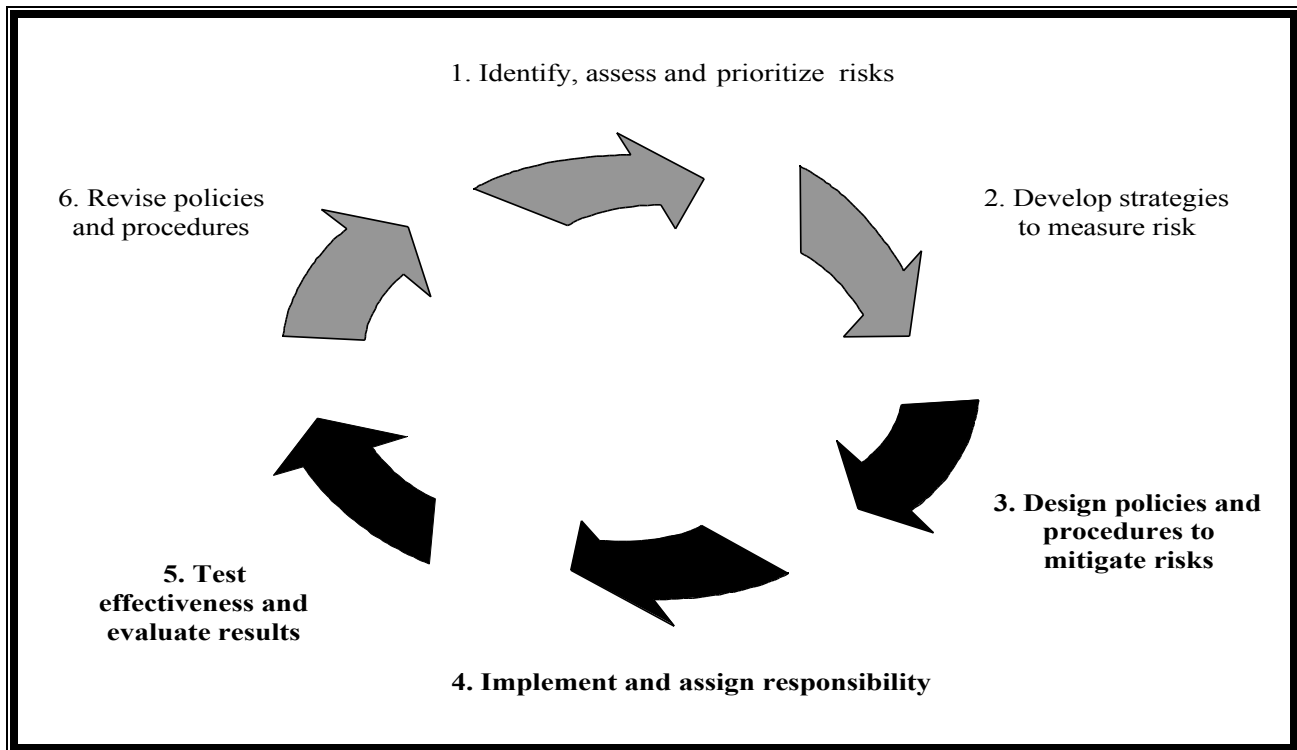 1. Identify, assess and prioritize risks
2. Develop strategies
to measure risk
3. Design policies and
procedures to
mitigate risks
4. Implement and assign responsibility
5. Test
effectiveness and
evaluate results
6. Revise policies
and procedures